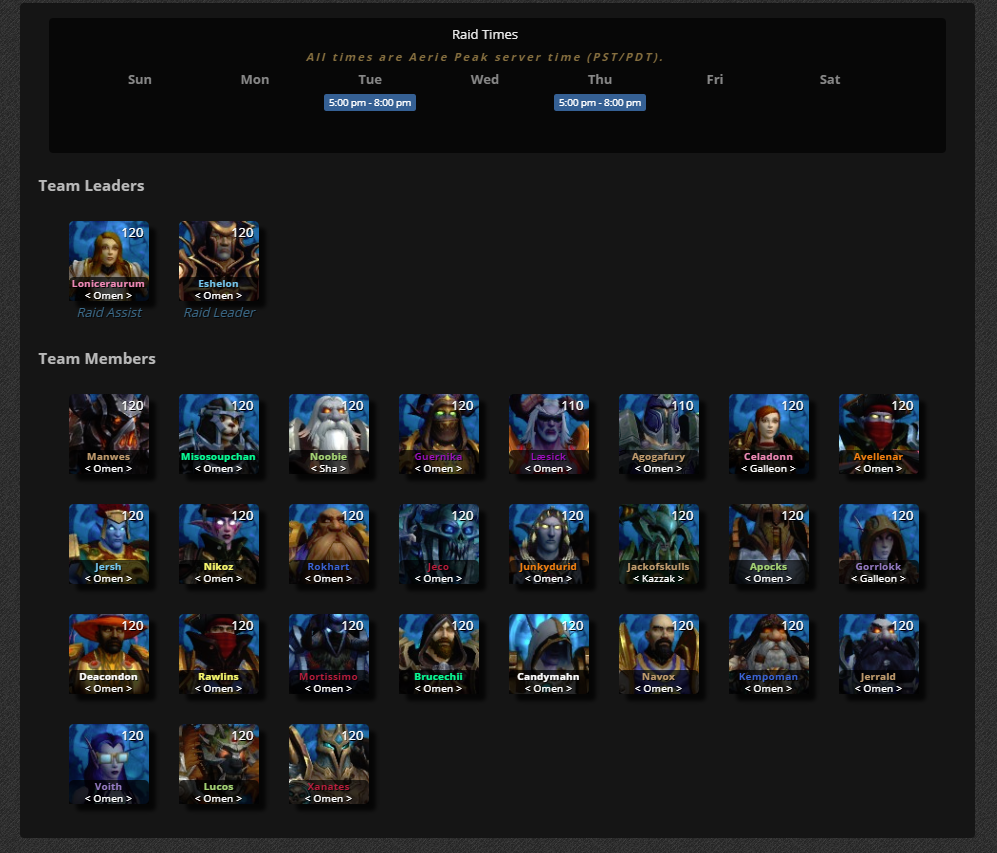 Raid Times
All times are Aerie Peak server time (PST/PDT).
Sun Mon Tue Wed Thu Fri Sat
5:00 pm - 8:00 pm 5:00 pm - 8:00 pm
Team Leaders
120 120
Loniceraurum Eshelon
< Omen > < Omen >
Raid Assist Raid Leader
Team Members
120 120 120 120 110 110 120 120
Manwes Misosoupchan Noobie Guernika Læsick Agogafury Celadonn Avellenar
< Omen > < Omen > < Sha > < Omen > < Omen > < Omen > < Galleon > < Omen >
120 120 120 120 120 120 120 120
Jersh Nikoz Rokhart Jeco Junkydurid Jackofskulls Apocks Gorrlokk
< Omen > < Omen > < Omen > < Omen > < Omen > < Kazzak > < Omen > < Galleon >
120 120 120 120 120 120 120 120
Deacondon Rawlins Mortissimo Brucechii Candymahn Navox Kempoman Jerrald
< Omen > < Omen > < Omen > < Omen > < Omen > < Omen > < Omen > < Omen >
120 120 120
Voith Lucos Xanates
< Omen > < Omen > < Omen >